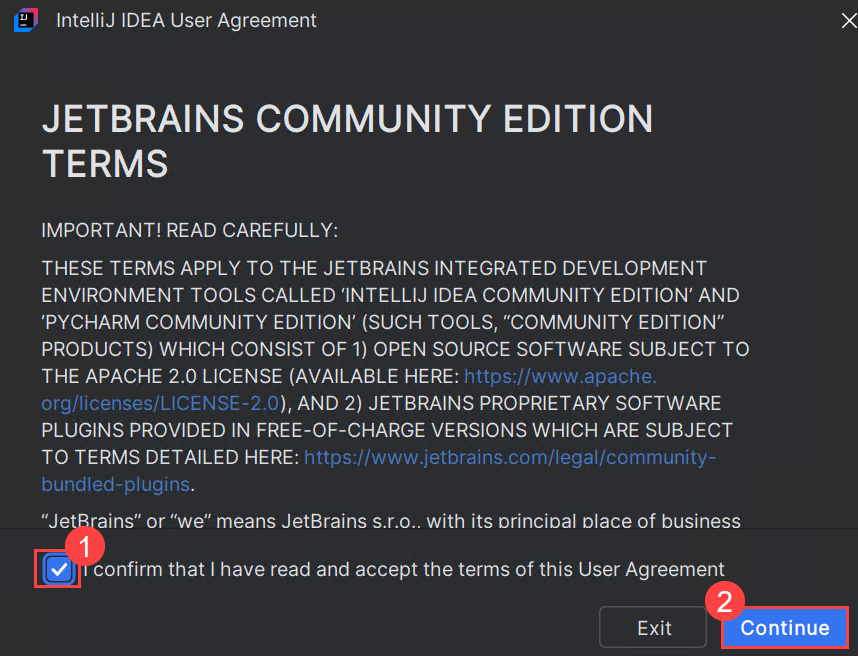 IntelliJ IDEA User Agreement
JETBRAINS COMMUNITY EDITION
TERMS
IMPORTANT! READ CAREFULLY:
THESE TERMS APPLY TO THE JETBRAINS INTEGRATED DEVELOPMENT
ENVIRONMENT TOOLS CALLED ‘INTELLIJ IDEA COMMUNITY EDITION’ AND
‘PYCHARM COMMUNITY EDITION’ (SUCH TOOLS, “COMMUNITY EDITION”
PRODUCTS) WHICH CONSIST OF 1) OPEN SOURCE SOFTWARE SUBJECT TO
THE APACHE 2.0 LICENSE (AVAILABLE HERE: https://www.apache.
org/licenses/LICENSE-2.0), AND 2) JETBRAINS PROPRIETARY SOFTWARE
PLUGINS PROVIDED IN FREE-OF-CHARGE VERSIONS WHICH ARE SUBJECT
TO TERMS DETAILED HERE: https://www.jetbrains.com/legal/community-
bundled-plugins.
“JetBrains” or “we” means JetBrains s.r.o., with its principal place of business
1
I confirm that I have read and accept the terms of this User Agreement
2
Exit
Continue